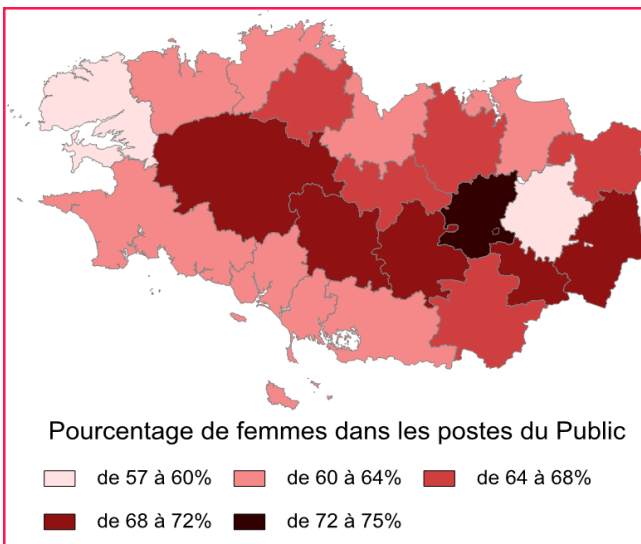 Pourcentage de femmes dans les postes du Public
de 57 à 60% de 60 à 64% de 64 à 68%
de 68 à 72% de 72 à 75%